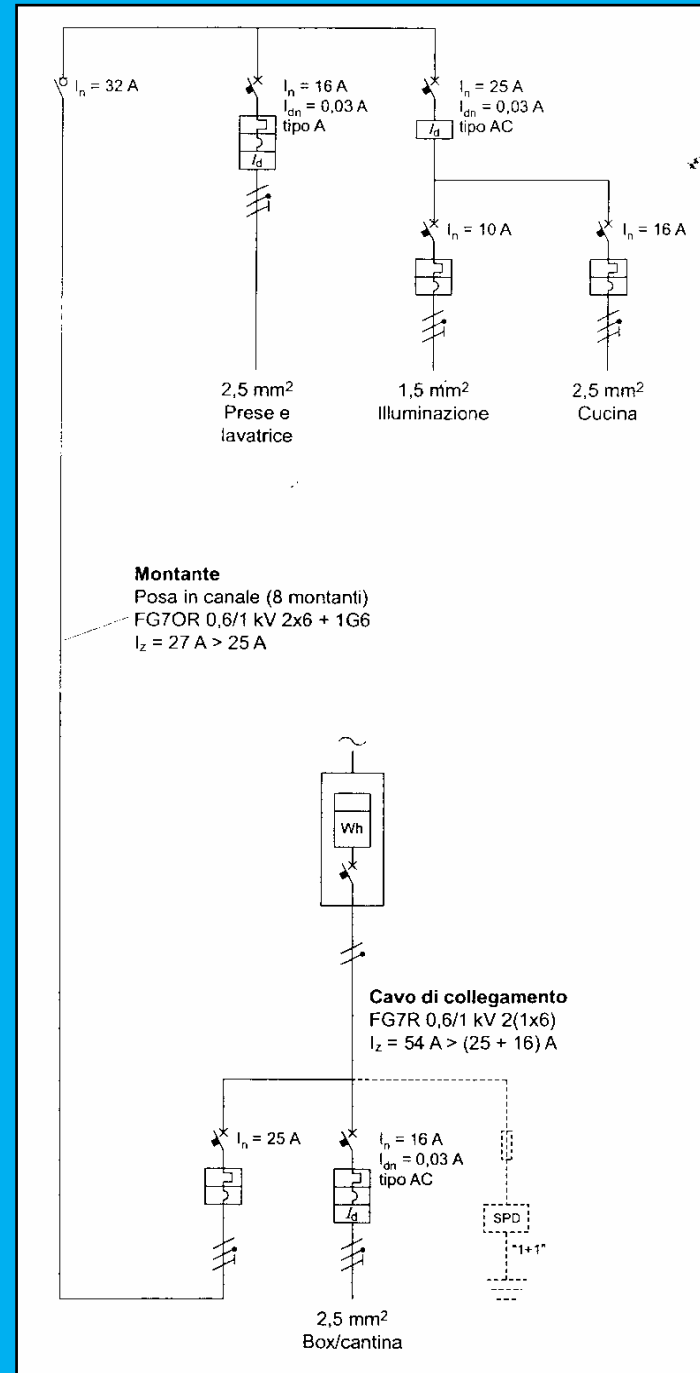 I_n = 32 A
I_n = 16 A
I_dn = 0,03 A
tipo A
I_d
I_n = 25 A
I_dn = 0,03 A
tipo AC
I_d
I_n = 10 A
I_n = 16 A
2,5 mm²
Prese e
lavatrice
1,5 mm²
Illuminazione
2,5 mm²
Cucina
Montante
Posa in canale (8 montanti)
FG7OR 0,6/1 kV 2x6 + 1G6
I_z = 27 A > 25 A
Wh
Cavo di collegamento
FG7R 0,6/1 kV 2(1x6)
I_z = 54 A > (25 + 16) A
I_n = 25 A
I_n = 16 A
I_dn = 0,03 A
tipo AC
I_d
SPD
"1+1"
2,5 mm²
Box/cantina